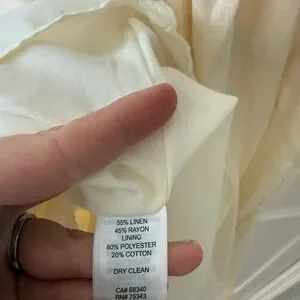 55% LINEN
45% RAYON
LINING
80% POLYESTER
20% COTTON
DRY CLEAN
CA# 66340
RN# 75343